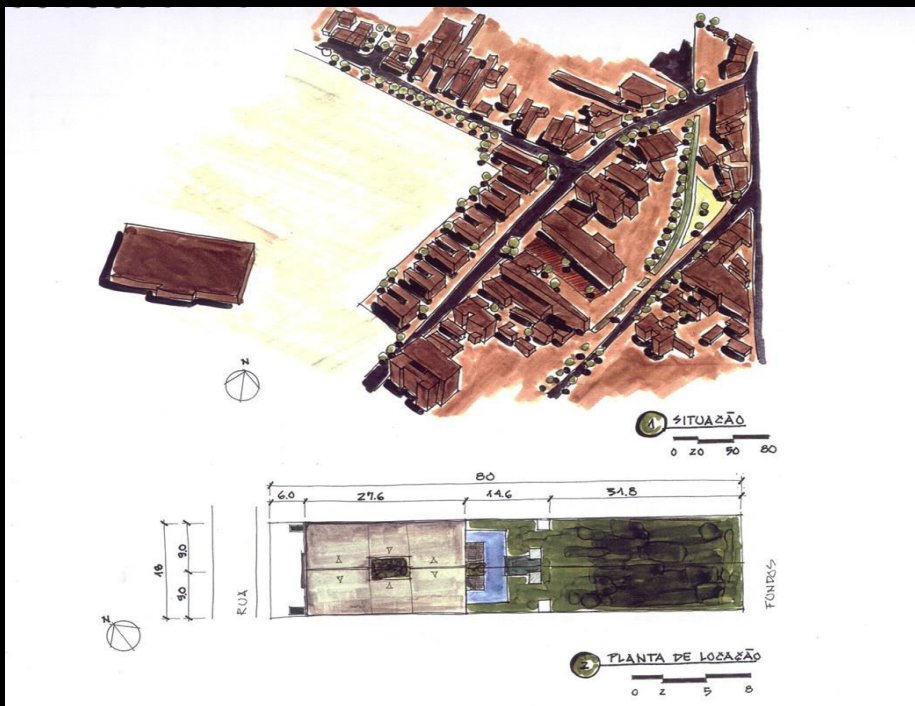 N
1 SITUAÇÃO
0 20 50 80
80
6.0 27.6 14.6 31.8
18
9.0
9.0
RUA
FUNDOS
N
2 PLANTA DE LOCAÇÃO
0 2 5 8